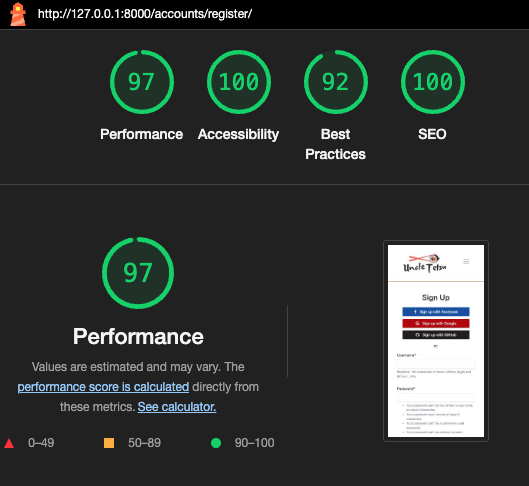 http://127.0.0.1:8000/accounts/register/
97
100
92
100
Performance
Accessibility
Best
Practices
SEO
97
Performance
Values are estimated and may vary. The
performance score is calculated directly from
these metrics. See calculator.
0–49
50–89
90–100
Uncle Tetsu
Sign Up
Sign up with Facebook
Sign up with Google
Sign up with GitHub
Username*
Password*